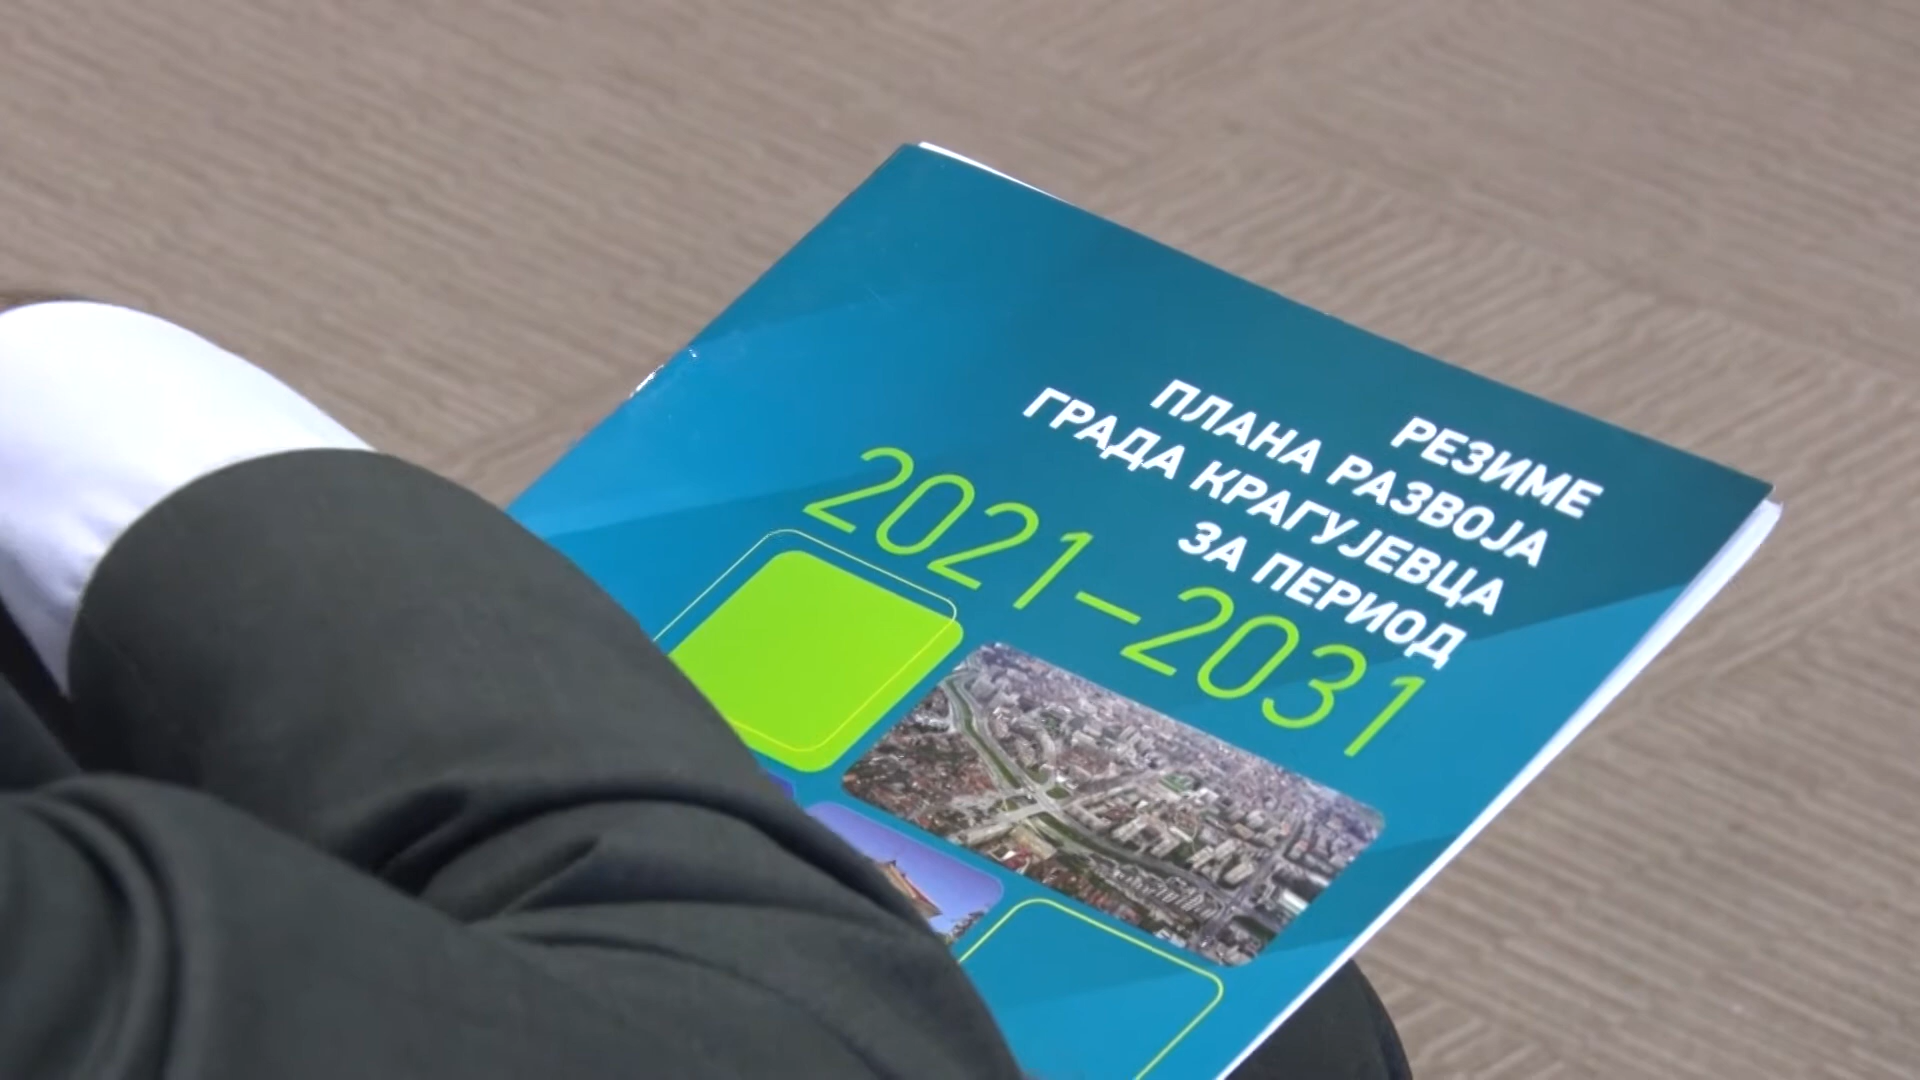 РЕЗИМЕ
ПЛАНА РАЗВОЈА
ГРАДА КРАГУЈЕВЦА
ЗА ПЕРИОД
2021-2031